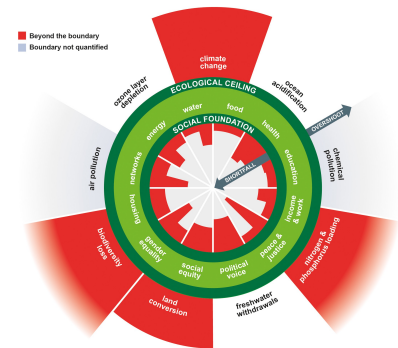 Beyond the boundary
Boundary not quantified
climate
change
ozone layer
depletion
ocean
acidification
ECOLOGICAL CEILING
OVERSHOOT
water
food
energy
health
SOCIAL FOUNDATION
air pollution
networks
SHORTFALL
education
chemical
pollution
housing
income
& work
biodiversity
loss
gender
equality
social
equity
political
voice
peace &
justice
nitrogen &
phosphorus loading
land
conversion
freshwater
withdrawals